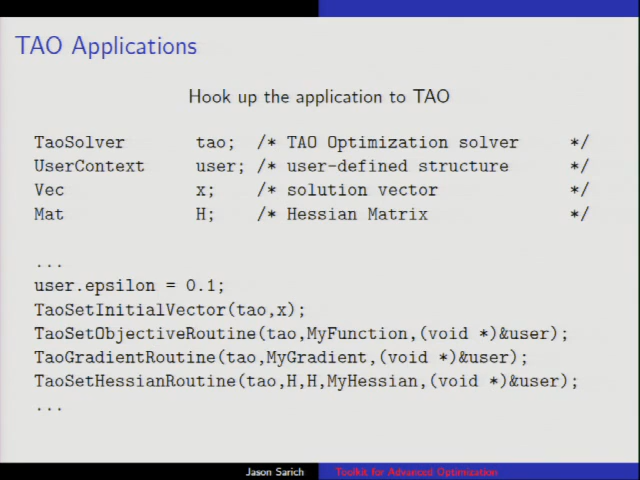 TAO Applications
Hook up the application to TAO
TaoSolver tao; /* TAO Optimization solver */
UserContext user; /* user-defined structure */
Vec x; /* solution vector */
Mat H; /* Hessian Matrix */
...
user.epsilon = 0.1;
TaoSetInitialVector(tao,x);
TaoSetObjectiveRoutine(tao,MyFunction,(void *)&user);
TaoGradientRoutine(tao,MyGradient,(void *)&user);
TaoSetHessianRoutine(tao,H,H,MyHessian,(void *)&user);
...
Jason Sarich Toolkit for Advanced Optimization